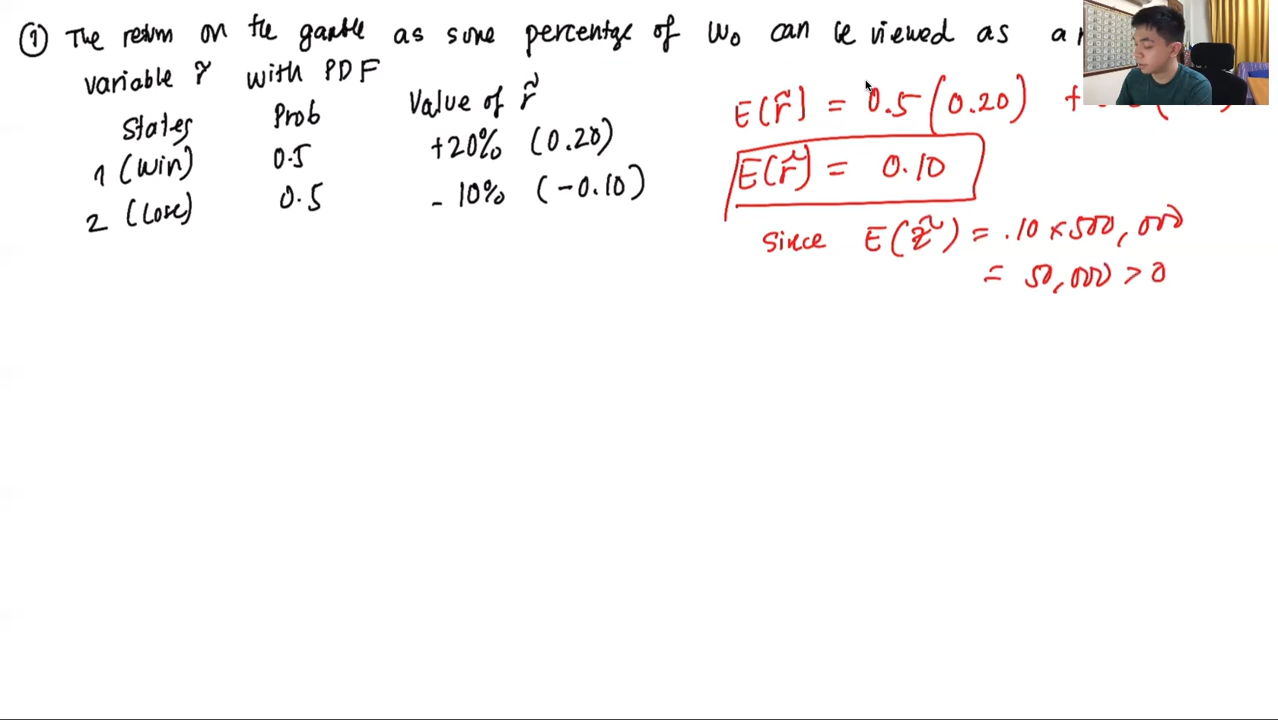 ① The return on the gamble as some percentage of W₀ can be viewed as a
variable r̃ with PDF
States Prob Value of r̃
1 (Win) 0.5 +20% (0.20)
2 (Lose) 0.5 - 10% (-0.10)
E(r̃) = 0.5 (0.20) +
E(r̃) = 0.10
Since E(z̃) = .10 x 500,000
= 50,000 > 0